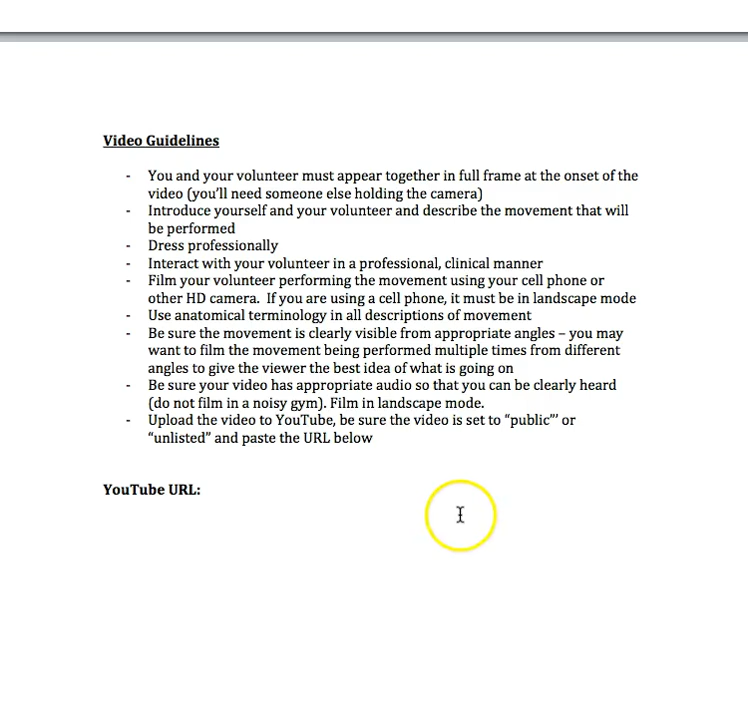 Video Guidelines
- You and your volunteer must appear together in full frame at the onset of the
video (you'll need someone else holding the camera)
- Introduce yourself and your volunteer and describe the movement that will
be performed
- Dress professionally
- Interact with your volunteer in a professional, clinical manner
- Film your volunteer performing the movement using your cell phone or
other HD camera.  If you are using a cell phone, it must be in landscape mode
- Use anatomical terminology in all descriptions of movement
- Be sure the movement is clearly visible from appropriate angles – you may
want to film the movement being performed multiple times from different
angles to give the viewer the best idea of what is going on
- Be sure your video has appropriate audio so that you can be clearly heard
(do not film in a noisy gym). Film in landscape mode.
- Upload the video to YouTube, be sure the video is set to “public”’ or
“unlisted” and paste the URL below
YouTube URL: